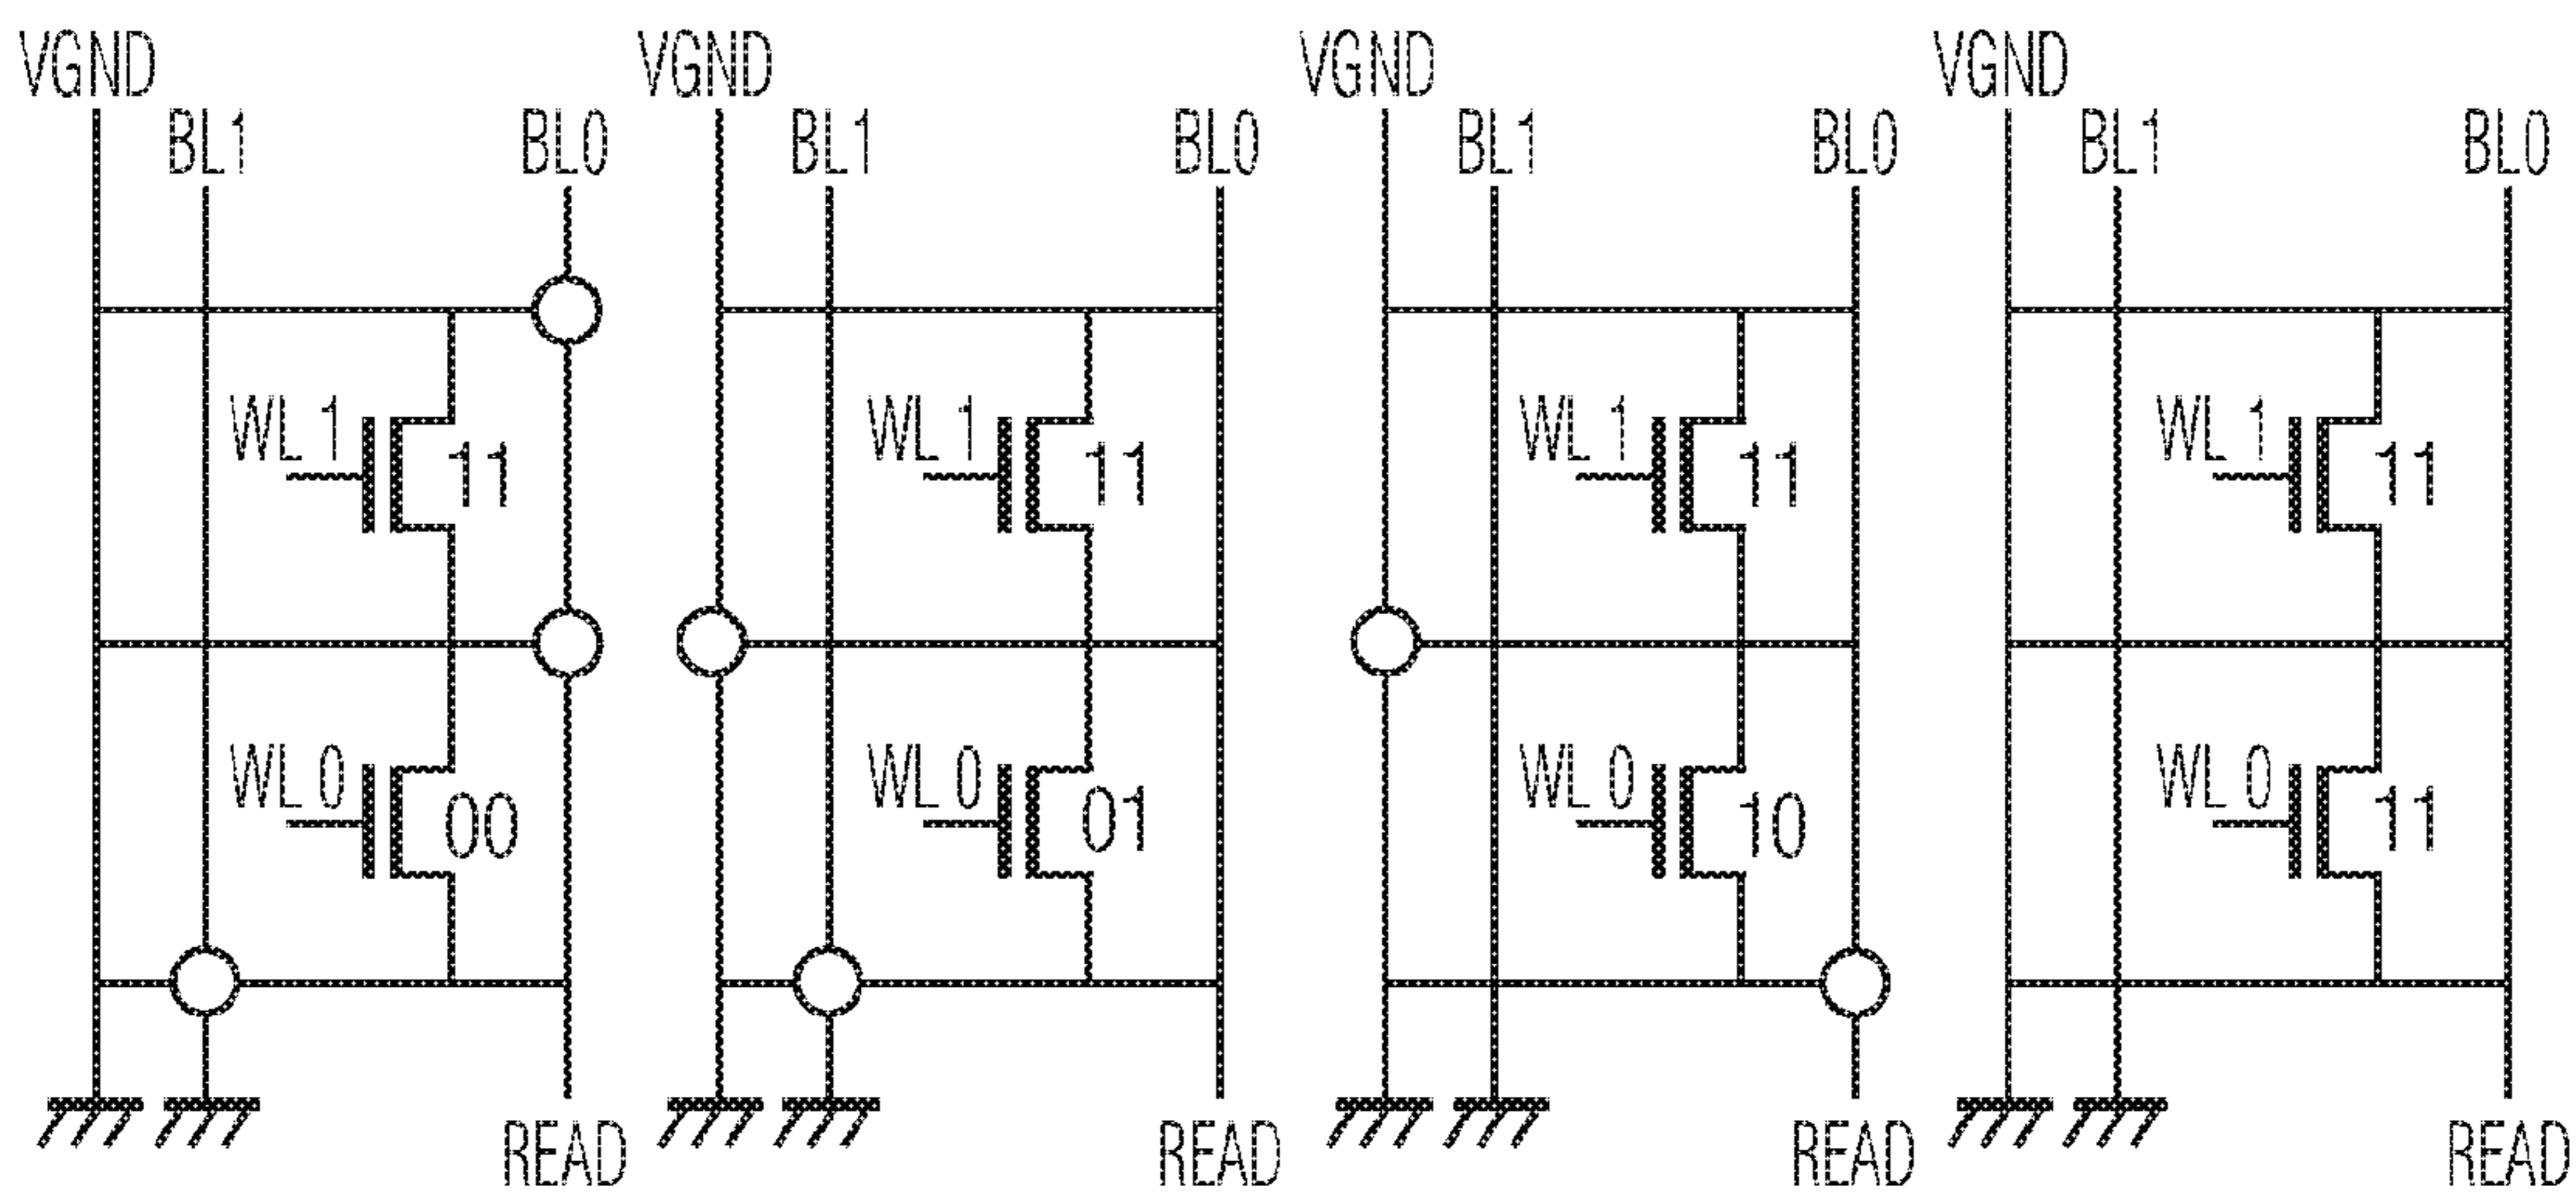 VGND VGND VGND VGND
BL1 BL0 BL1 BL0 BL1 BL0 BL1 BL0
WL1 11 WL1 11 WL1 11 WL1 11
WL0 00 WL0 01 WL0 10 WL0 11
READ READ READ READ